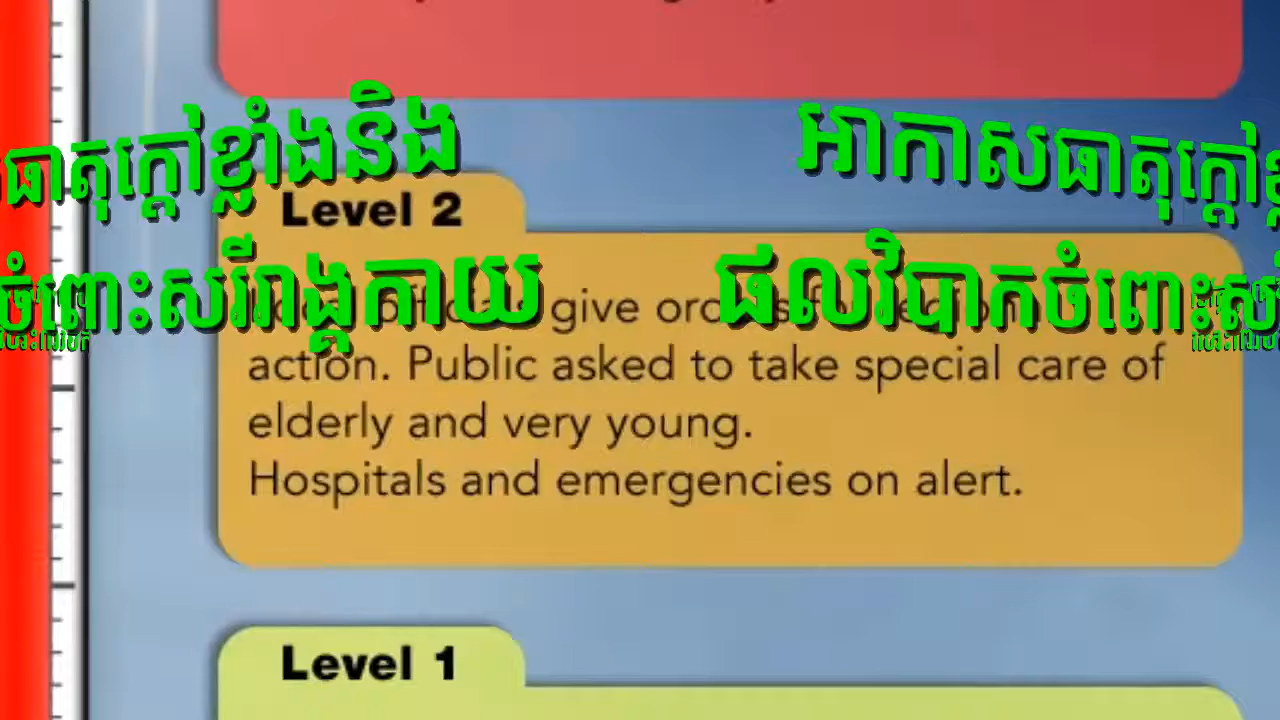 ធាតុក្ដៅខ្លាំងនិង
អាកាសធាតុក្ដៅ
Level 2
ចំពោះសរីរាង្គកាយ
ផលវិបាកចំពោះ
give
action. Public asked to take special care of
elderly and very young.
Hospitals and emergencies on alert.
Level 1